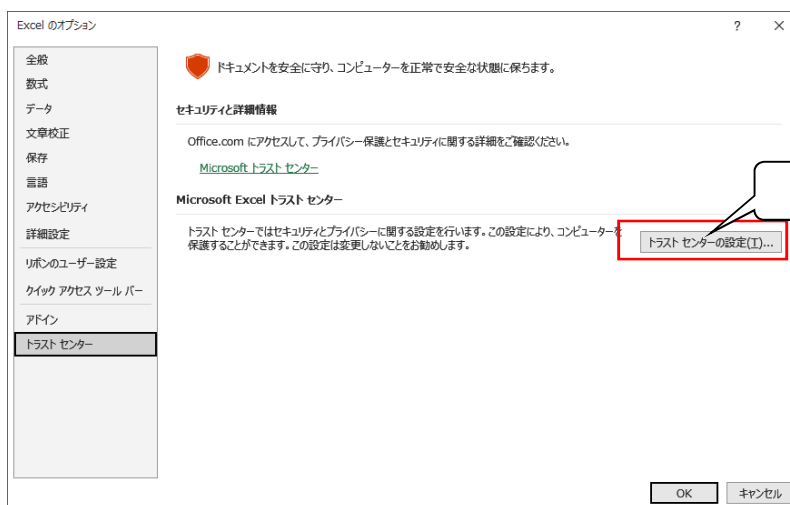 Excel のオプション
?
×
全般
数式
データ
文章校正
保存
言語
アクセシビリティ
詳細設定
リボンのユーザー設定
クイック アクセス ツール バー
アドイン
トラスト センター
ドキュメントを安全に守り、コンピューターを正常で安全な状態に保ちます。
セキュリティと詳細情報
Office.com にアクセスして、プライバシー保護とセキュリティに関する詳細をご確認ください。
Microsoft トラスト センター
Microsoft Excel トラスト センター
トラスト センターではセキュリティとプライバシーに関する設定を行います。この設定により、コンピューターを
保護することができます。この設定は変更しないことをお勧めします。
トラスト センターの設定(T)...
OK
キャンセル